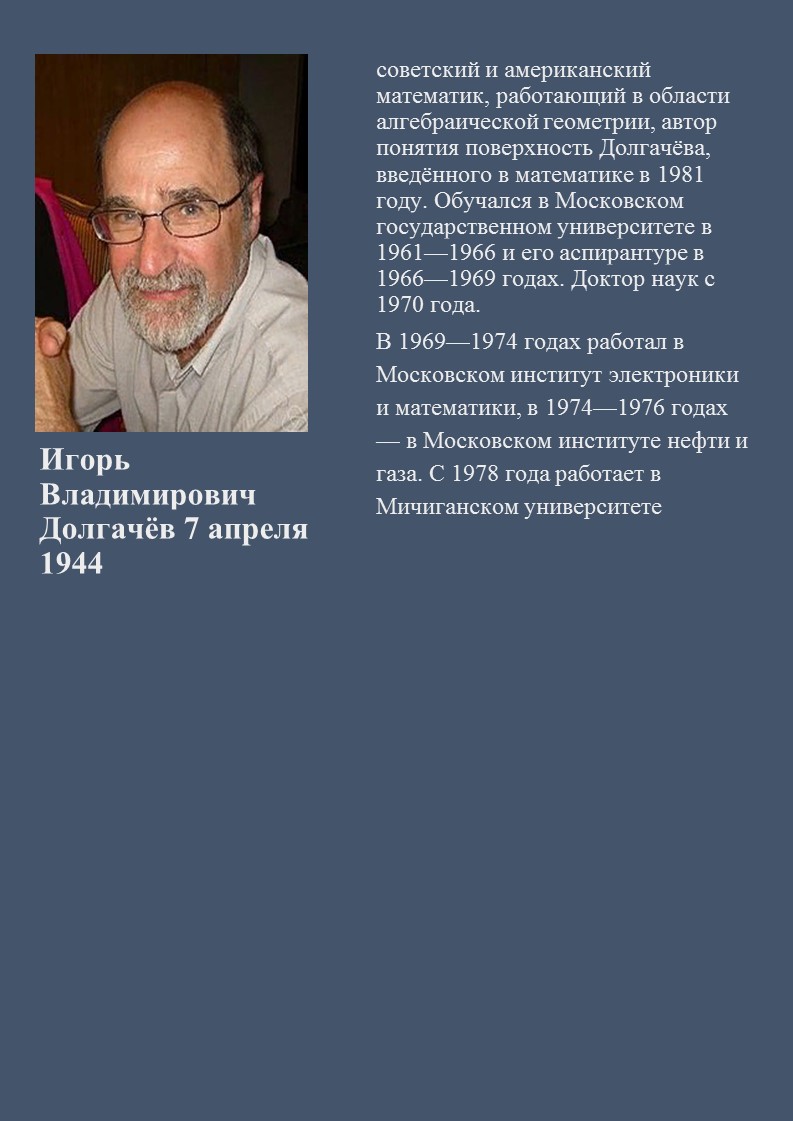 Игорь
Владимирович
Долгачёв 7 апреля
1944
советский и американский
математик, работающий в области
алгебраической геометрии, автор
понятия поверхность Долгачёва,
введённого в математике в 1981
году. Обучался в Московском
государственном университете в
1961—1966 и его аспирантуре в
1966—1969 годах. Доктор наук с
1970 года.
В 1969—1974 годах работал в
Московском институт электроники
и математики, в 1974—1976 годах
— в Московском институте нефти и
газа. С 1978 года работает в
Мичиганском университете